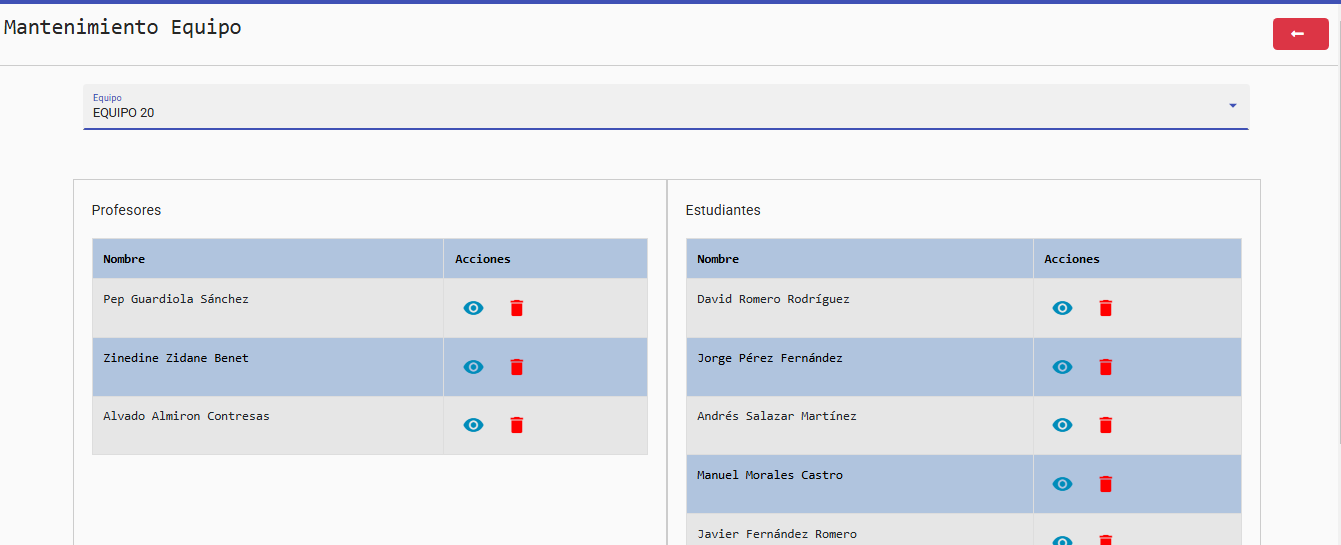 Mantenimiento Equipo
Equipo
EQUIPO 20
Profesores
Nombre Acciones
Pep Guardiola Sánchez
Zinedine Zidane Benet
Alvado Almiron Contresas
Estudiantes
Nombre Acciones
David Romero Rodríguez
Jorge Pérez Fernández
Andrés Salazar Martínez
Manuel Morales Castro
Javier Fernández Romero